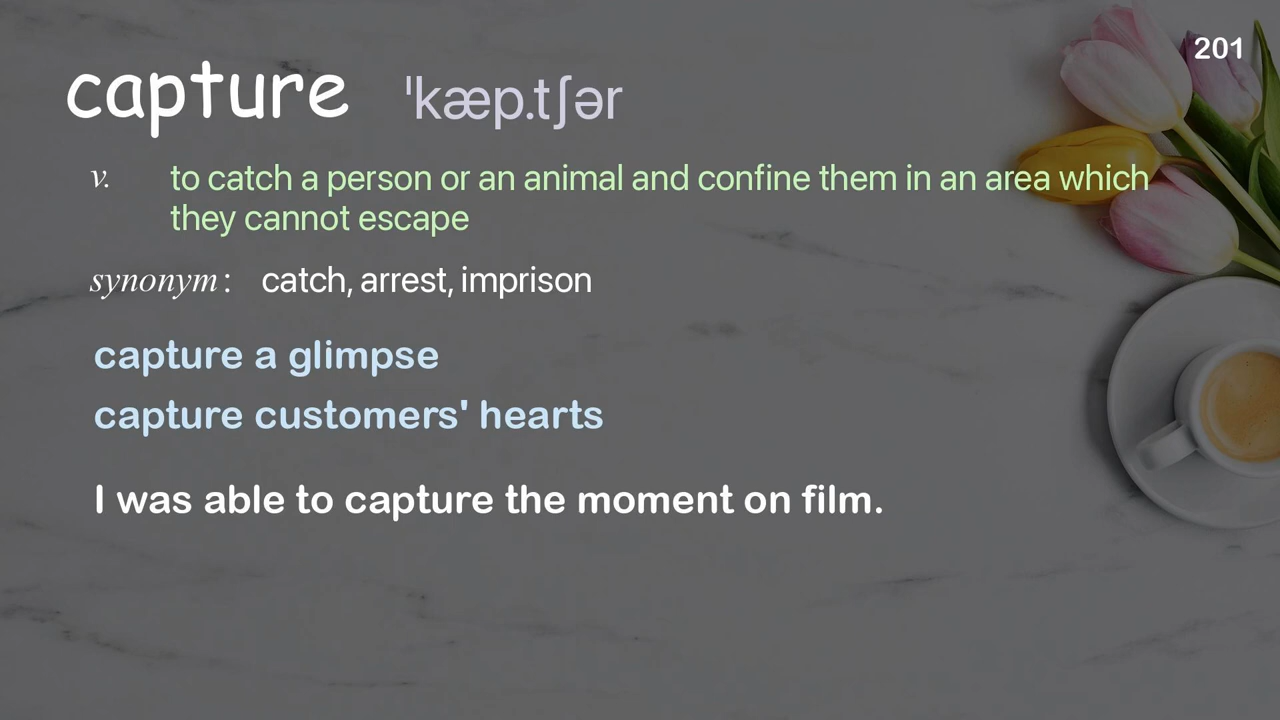 201
capture ˈkæp.tʃər
v. to catch a person or an animal and confine them in an area which
they cannot escape
synonym: catch, arrest, imprison
capture a glimpse
capture customers' hearts
I was able to capture the moment on film.